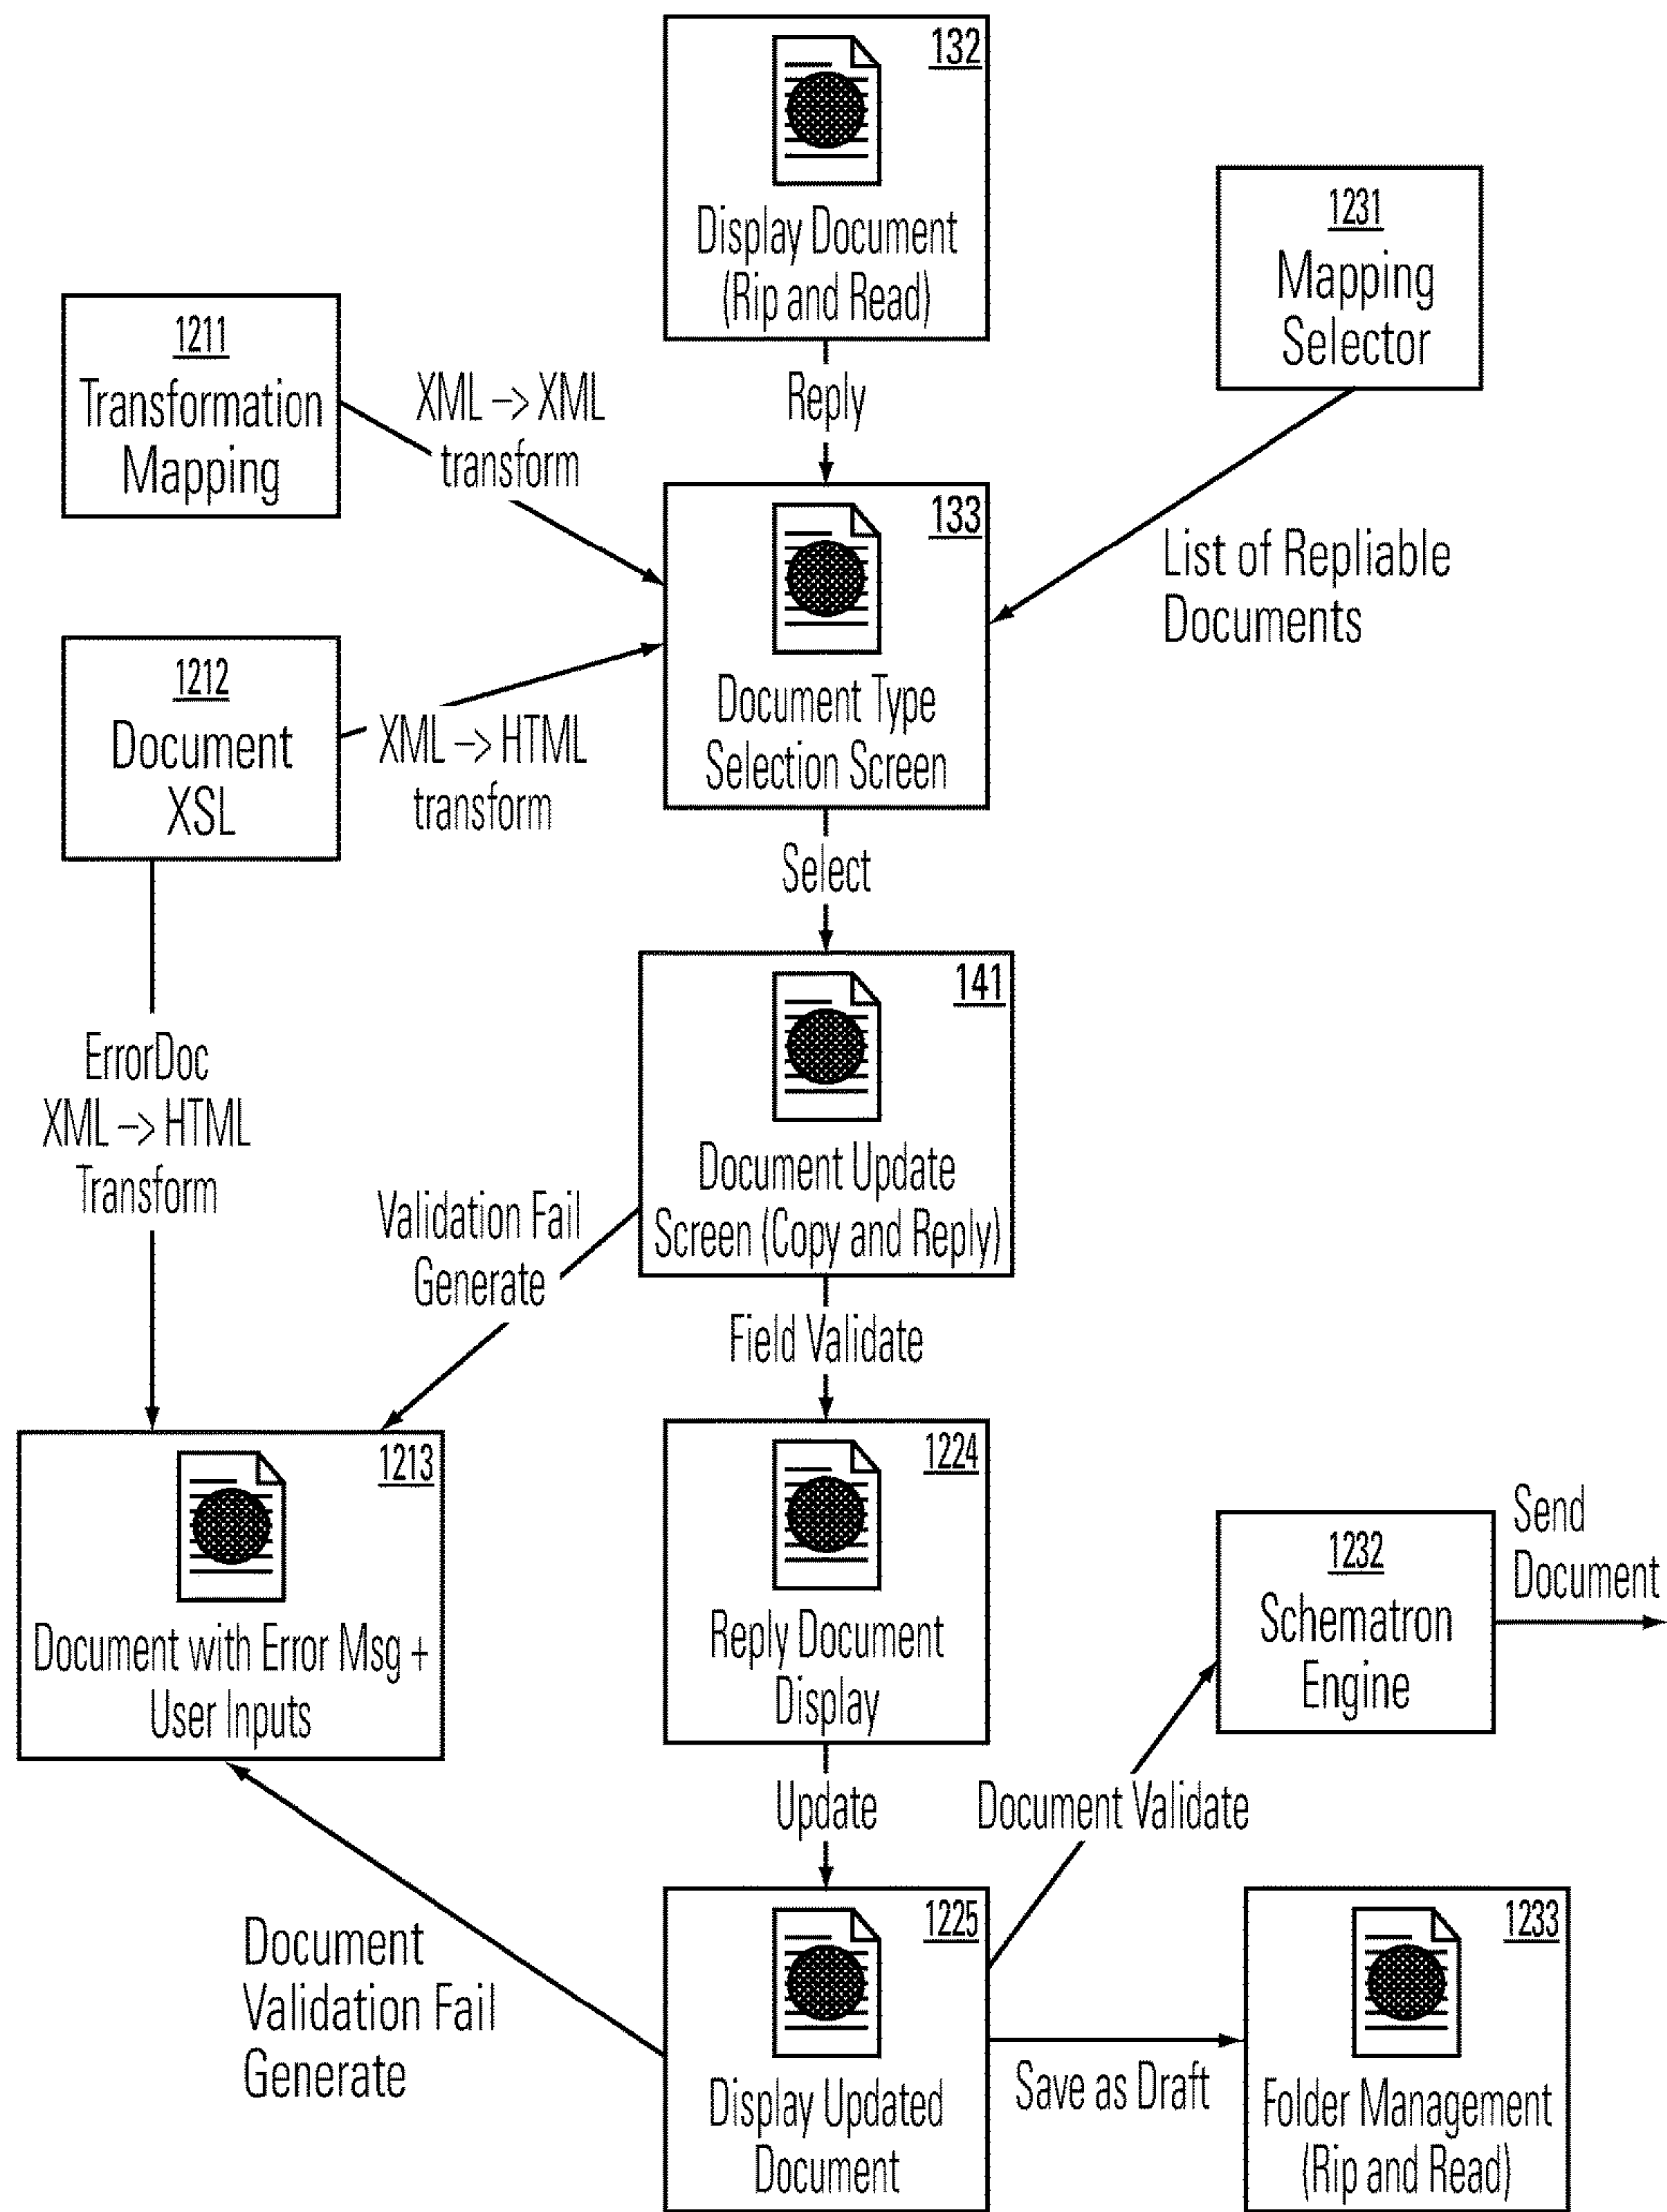 132
Display Document
(Rip and Read)
1231
Mapping
Selector
1211
Transformation
Mapping
XML –> XML
transform
Reply
133
Document Type
Selection Screen
List of Repliable
Documents
1212
Document
XSL
XML –> HTML
transform
Select
141
Document Update
Screen (Copy and Reply)
ErrorDoc
XML –> HTML
Transform
Validation Fail
Generate
Field Validate
1213
Document with Error Msg +
User Inputs
1224
Reply Document
Display
1232
Schematron
Engine
Send
Document
Update
Document Validate
Document
Validation Fail
Generate
1225
Display Updated
Document
Save as Draft
1233
Folder Management
(Rip and Read)